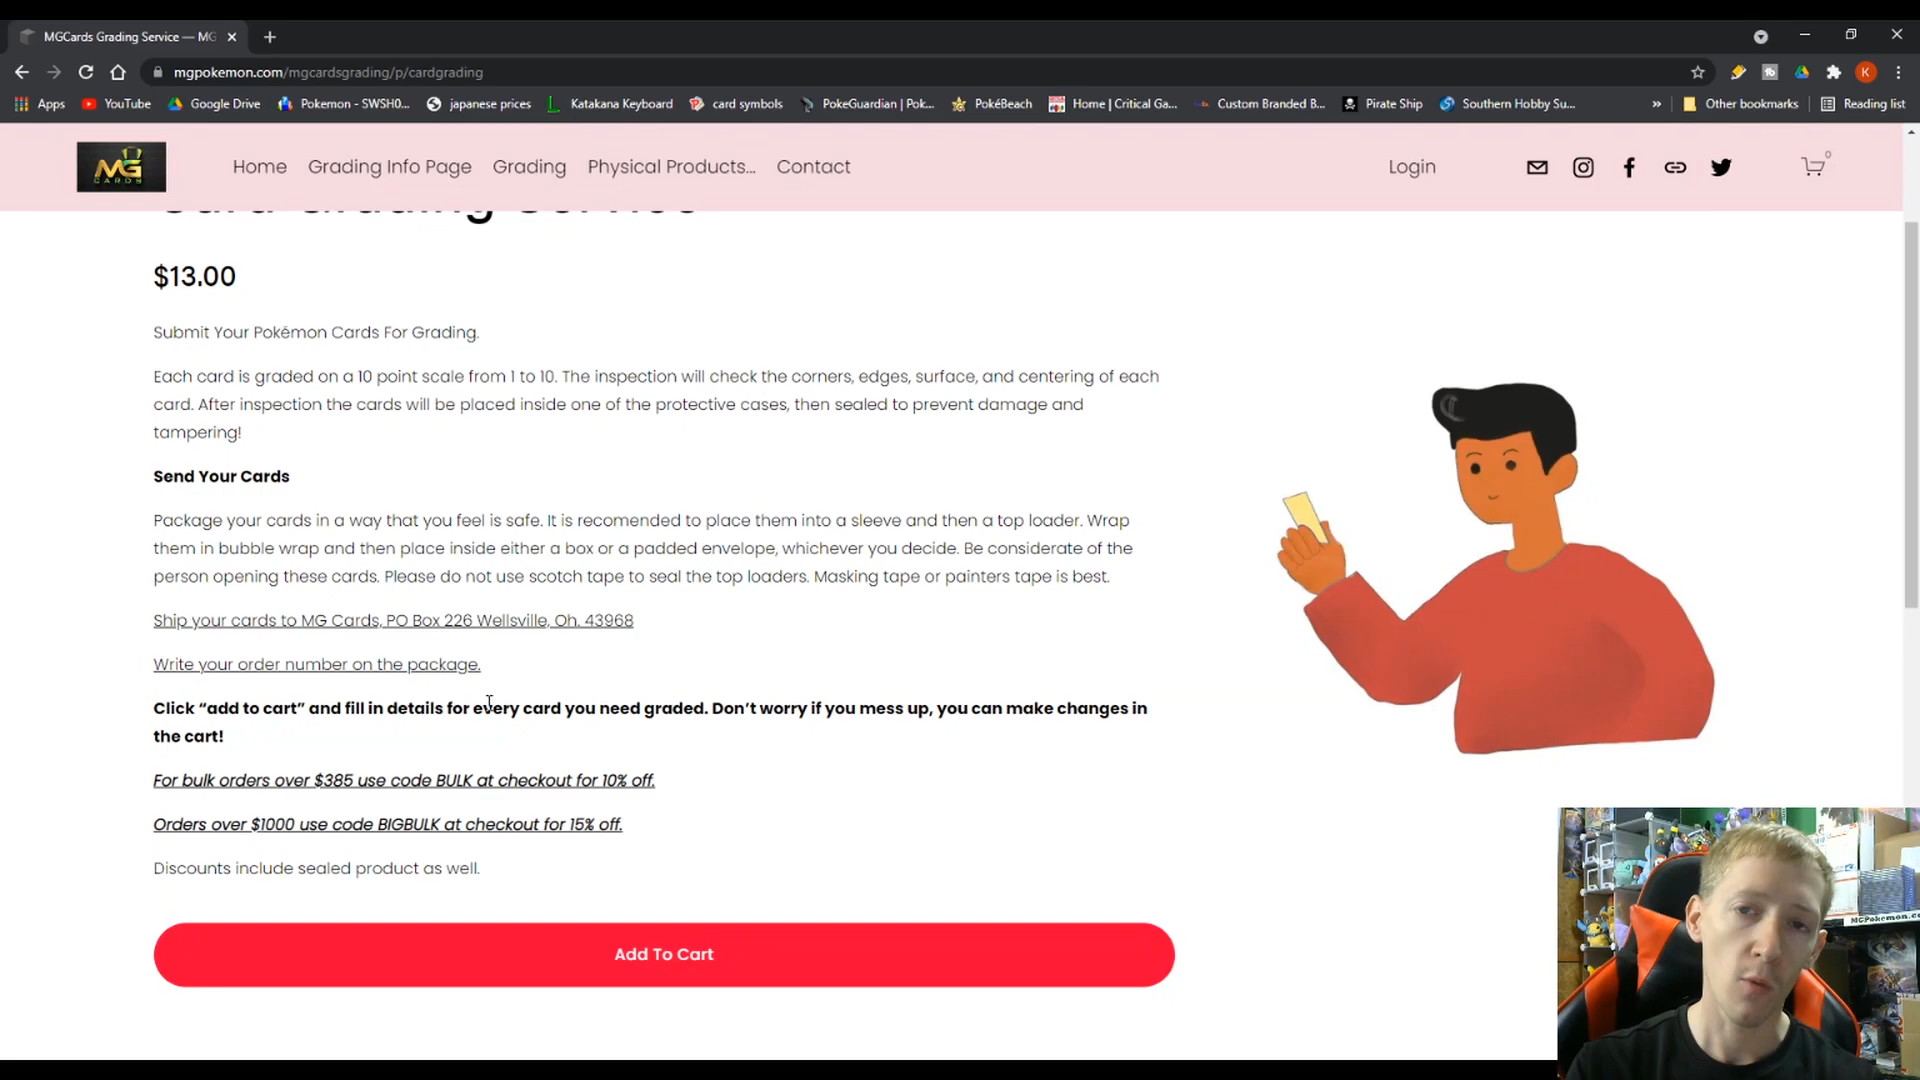 MGCards Grading Service — MG
mgpokemon.com/mgcardsgrading/p/cardgrading
K
Apps YouTube Google Drive Pokemon - SWSH0... japanese prices Katakana Keyboard card symbols PokeGuardian | Pok... PokéBeach Home | Critical Ga... Custom Branded B... Pirate Ship Southern Hobby Su... » Other bookmarks Reading list
MG CARDS Home Grading Info Page Grading Physical Products... Contact Login 0
Card Grading Service
$13.00
Submit Your Pokémon Cards For Grading.
Each card is graded on a 10 point scale from 1 to 10. The inspection will check the corners, edges, surface, and centering of each
card. After inspection the cards will be placed inside one of the protective cases, then sealed to prevent damage and
tampering!
Send Your Cards
Package your cards in a way that you feel is safe. It is recomended to place them into a sleeve and then a top loader. Wrap
them in bubble wrap and then place inside either a box or a padded envelope, whichever you decide. Be considerate of the
person opening these cards. Please do not use scotch tape to seal the top loaders. Masking tape or painters tape is best.
Ship your cards to MG Cards, PO Box 226 Wellsville, Oh. 43968
Write your order number on the package.
Click “add to cart” and fill in details for every card you need graded. Don’t worry if you mess up, you can make changes in
the cart!
For bulk orders over $385 use code BULK at checkout for 10% off.
Orders over $1000 use code BIGBULK at checkout for 15% off.
Discounts include sealed product as well.
Add To Cart
MGPokemon.c